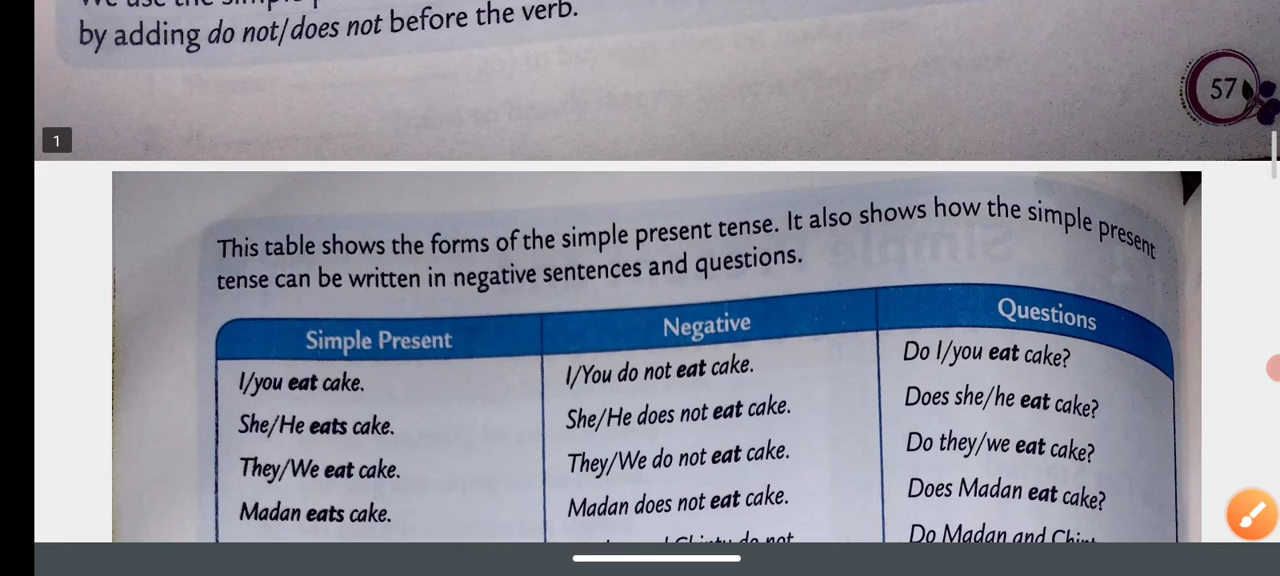 by adding do not/does not before the verb.
57
1
This table shows the forms of the simple present tense. It also shows how the simple present
tense can be written in negative sentences and questions.
Simple Present Negative Questions
I/you eat cake. I/You do not eat cake. Do I/you eat cake?
She/He eats cake. She/He does not eat cake. Does she/he eat cake?
They/We eat cake. They/We do not eat cake. Do they/we eat cake?
Madan eats cake. Madan does not eat cake. Does Madan eat cake?
do not Do Madan and